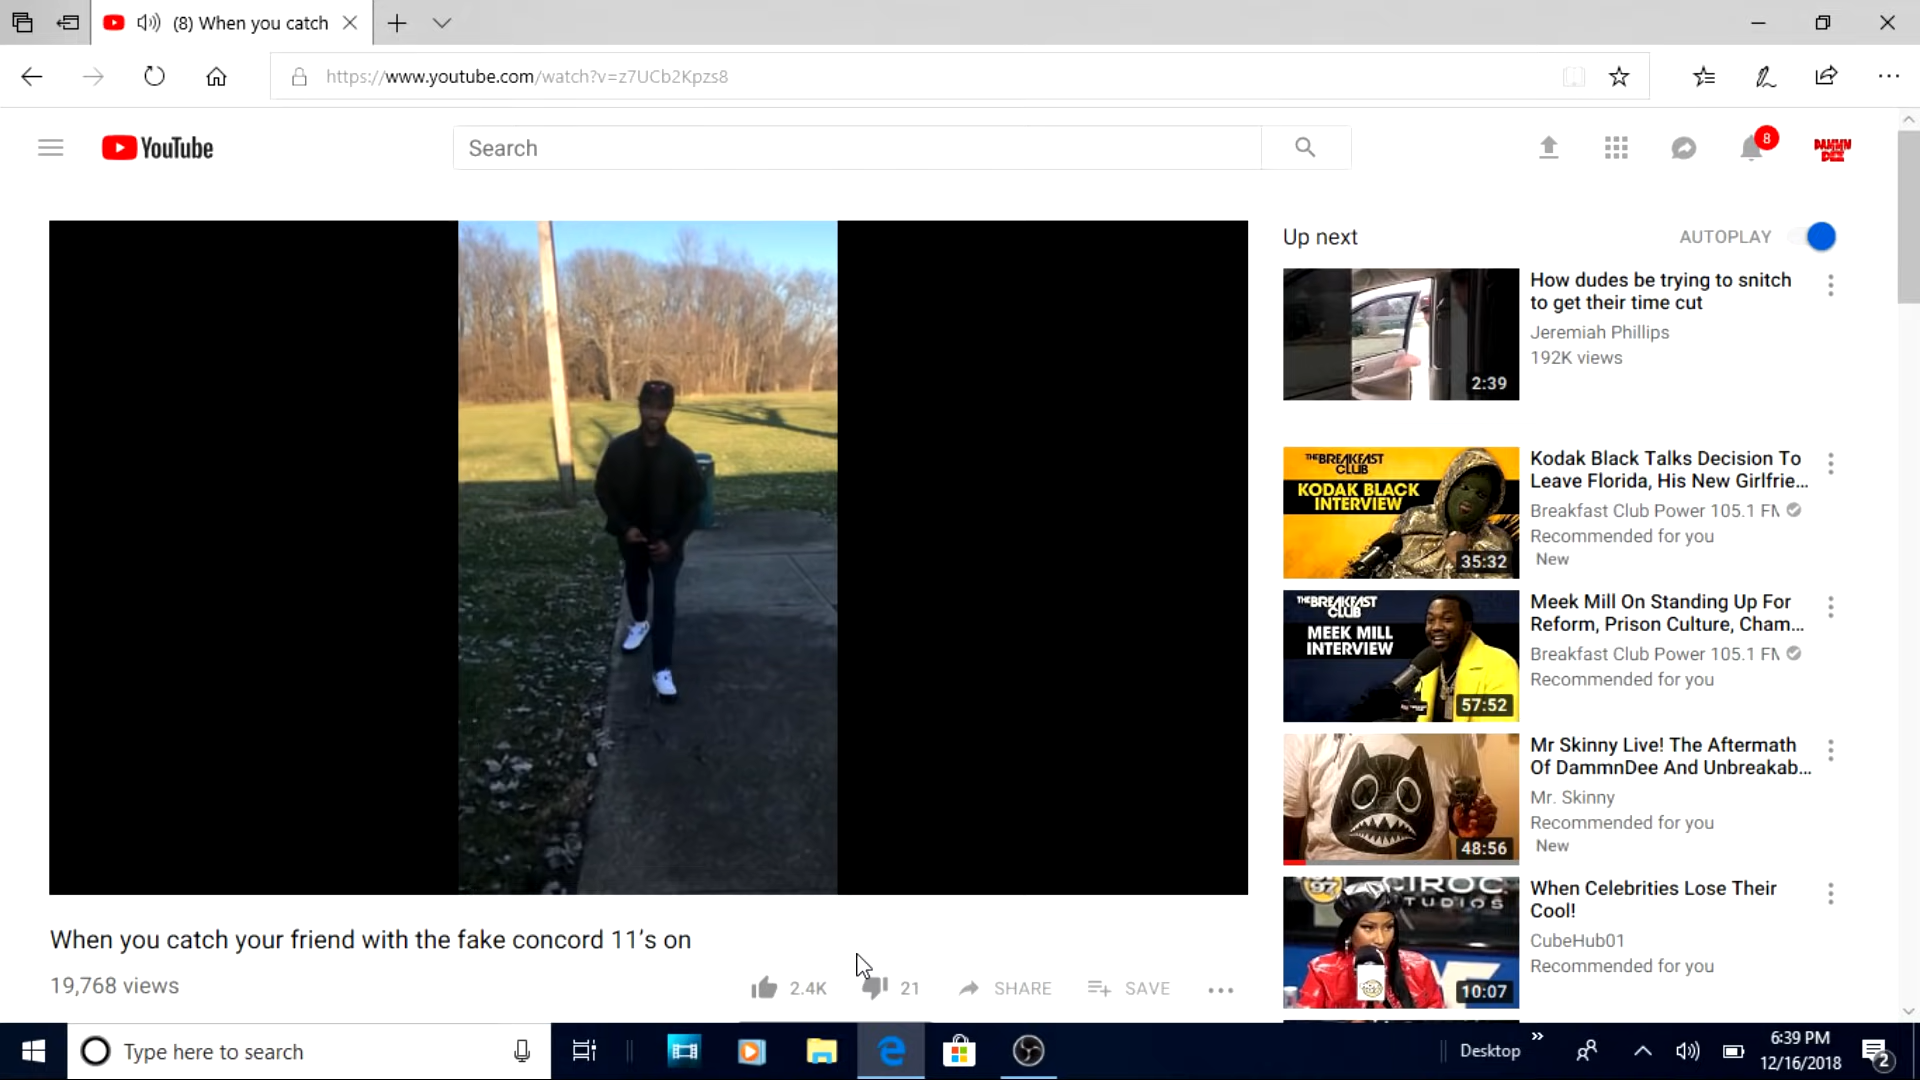 (8) When you catch
https://www.youtube.com/watch?v=z7UCb2Kpzs8
YouTube
Search
8
DAMMN
DEE
Up next
AUTOPLAY
How dudes be trying to snitch
to get their time cut
Jeremiah Phillips
192K views
2:39
THE BREAKFAST
CLUB
KODAK BLACK
INTERVIEW
35:32
Kodak Black Talks Decision To
Leave Florida, His New Girlfrie...
Breakfast Club Power 105.1 FM
Recommended for you
New
THE BREAKFAST
CLUB
MEEK MILL
INTERVIEW
57:52
Meek Mill On Standing Up For
Reform, Prison Culture, Cham...
Breakfast Club Power 105.1 FM
Recommended for you
48:56
Mr Skinny Live! The Aftermath
Of DammnDee And Unbreakab...
Mr. Skinny
Recommended for you
New
97
CIROC
STUDIOS
10:07
When Celebrities Lose Their
Cool!
CubeHub01
Recommended for you
When you catch your friend with the fake concord 11's on
19,768 views
2.4K
21
SHARE
SAVE
Type here to search
Desktop
6:39 PM
12/16/2018
2